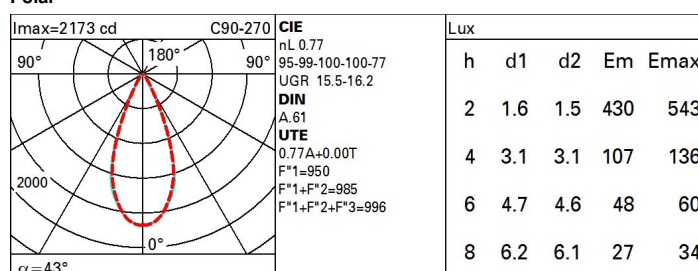 Polar
Imax=2173 cd C90-270
90° 180° 90°
2000
0°
α=43°
CIE
nL 0.77
95-99-100-100-77
UGR 15.5-16.2
DIN
A.61
UTE
0.77A+0.00T
F"1=950
F"1+F"2=985
F"1+F"2+F"3=996
Lux
h d1 d2 Em Emax
2 1.6 1.5 430 543
4 3.1 3.1 107 136
6 4.7 4.6 48 60
8 6.2 6.1 27 34